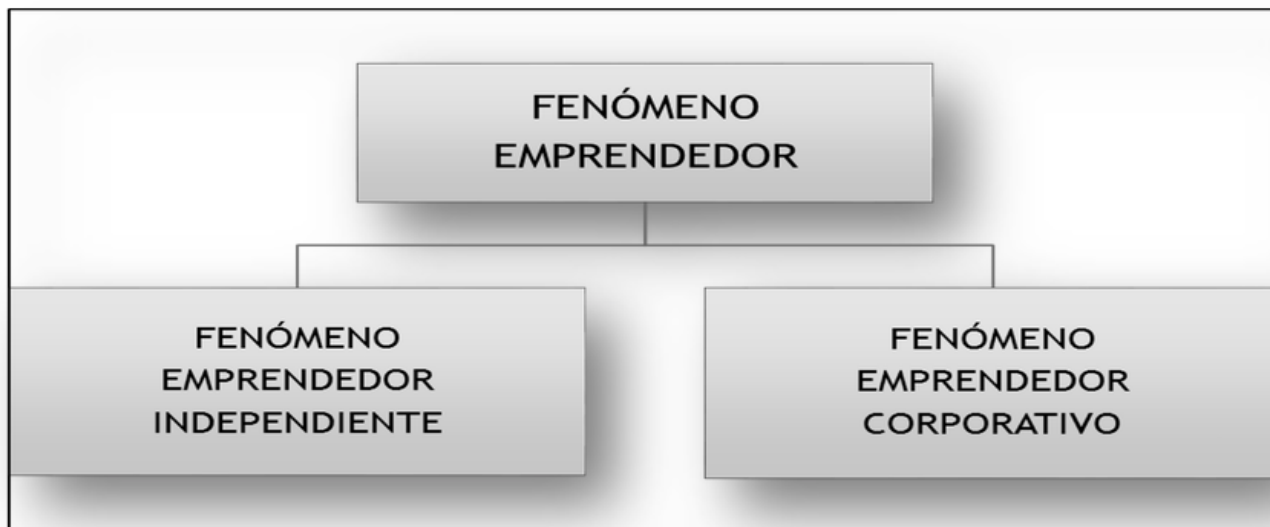 FENÓMENO
EMPRENDEDOR
FENÓMENO
EMPRENDEDOR
INDEPENDIENTE
FENÓMENO
EMPRENDEDOR
CORPORATIVO